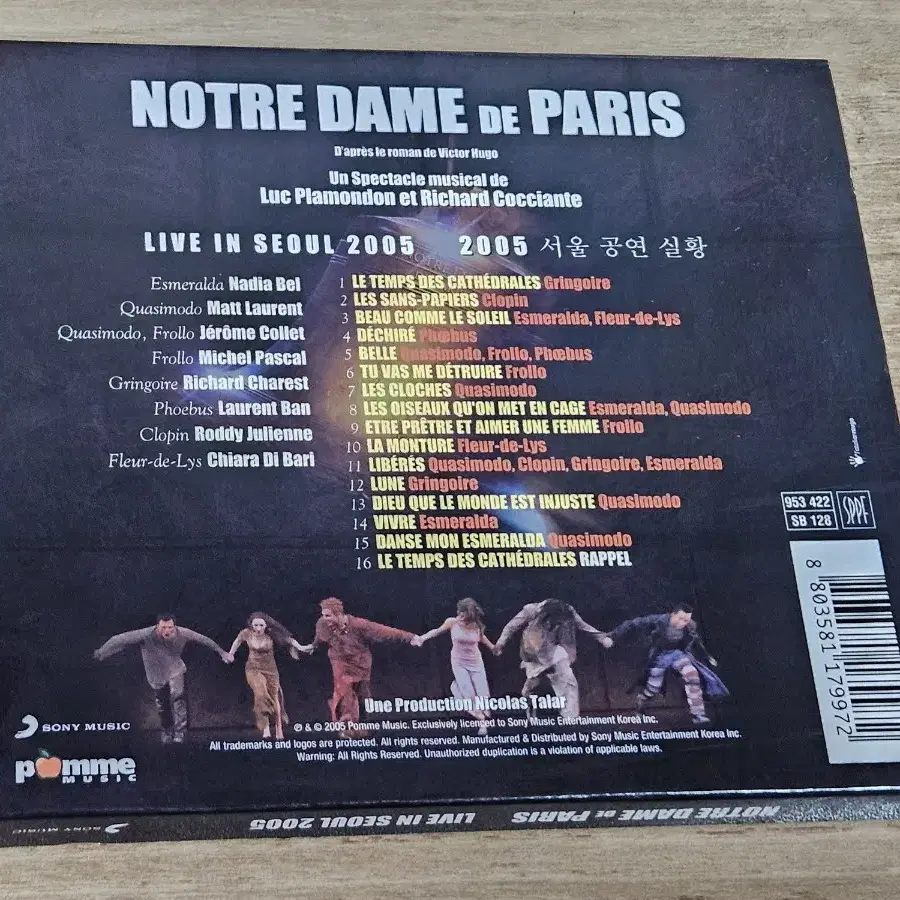 NOTRE DAME DE PARIS
D'après le roman de Victor Hugo
Un Spectacle musical de
Luc Plamondon et Richard Cocciante
LIVE IN SEOUL 2005 2005 서울 공연 실황
Esmeralda Nadia Bel
Quasimodo Matt Laurent
Quasimodo, Frollo Jérôme Collet
Frollo Michel Pascal
Gringoire Richard Charest
Phoebus Laurent Ban
Clopin Roddy Julienne
Fleur-de-Lys Chiara Di Bari
1 LE TEMPS DES CATHÉDRALES Gringoire
2 LES SANS-PAPIERS Clopin
3 BEAU COMME LE SOLEIL Esmeralda, Fleur-de-Lys
4 DÉCHIRÉ Phœbus
5 BELLE Quasimodo, Frollo, Phœbus
6 TU VAS ME DÉTRUIRE Frollo
7 LES CLOCHES Quasimodo
8 LES OISEAUX QU'ON MET EN CAGE Esmeralda, Quasimodo
9 ETRE PRÊTRE ET AIMER UNE FEMME Frollo
10 LA MONTURE Fleur-de-Lys
11 LIBÉRÉS Quasimodo, Clopin, Gringoire, Esmeralda
12 LUNE Gringoire
13 DIEU QUE LE MONDE EST INJUSTE Quasimodo
14 VIVRE Esmeralda
15 DANSE MON ESMERALDA Quasimodo
16 LE TEMPS DES CATHÉDRALES RAPPEL
953 422
SB 128
SPPF
8 803581 179972
Une Production Nicolas Talar
℗ & © 2005 Pomme Music. Exclusively licenced to Sony Music Entertainment Korea Inc.
All trademarks and logos are protected. All rights reserved. Manufactured & Distributed by Sony Music Entertainment Korea Inc.
Warning: All Rights Reserved. Unauthorized duplication is a violation of applicable laws.
SONY MUSIC
pomme
MUSIC
NOTRE DAME DE PARIS LIVE IN SEOUL 2005 SONY MUSIC